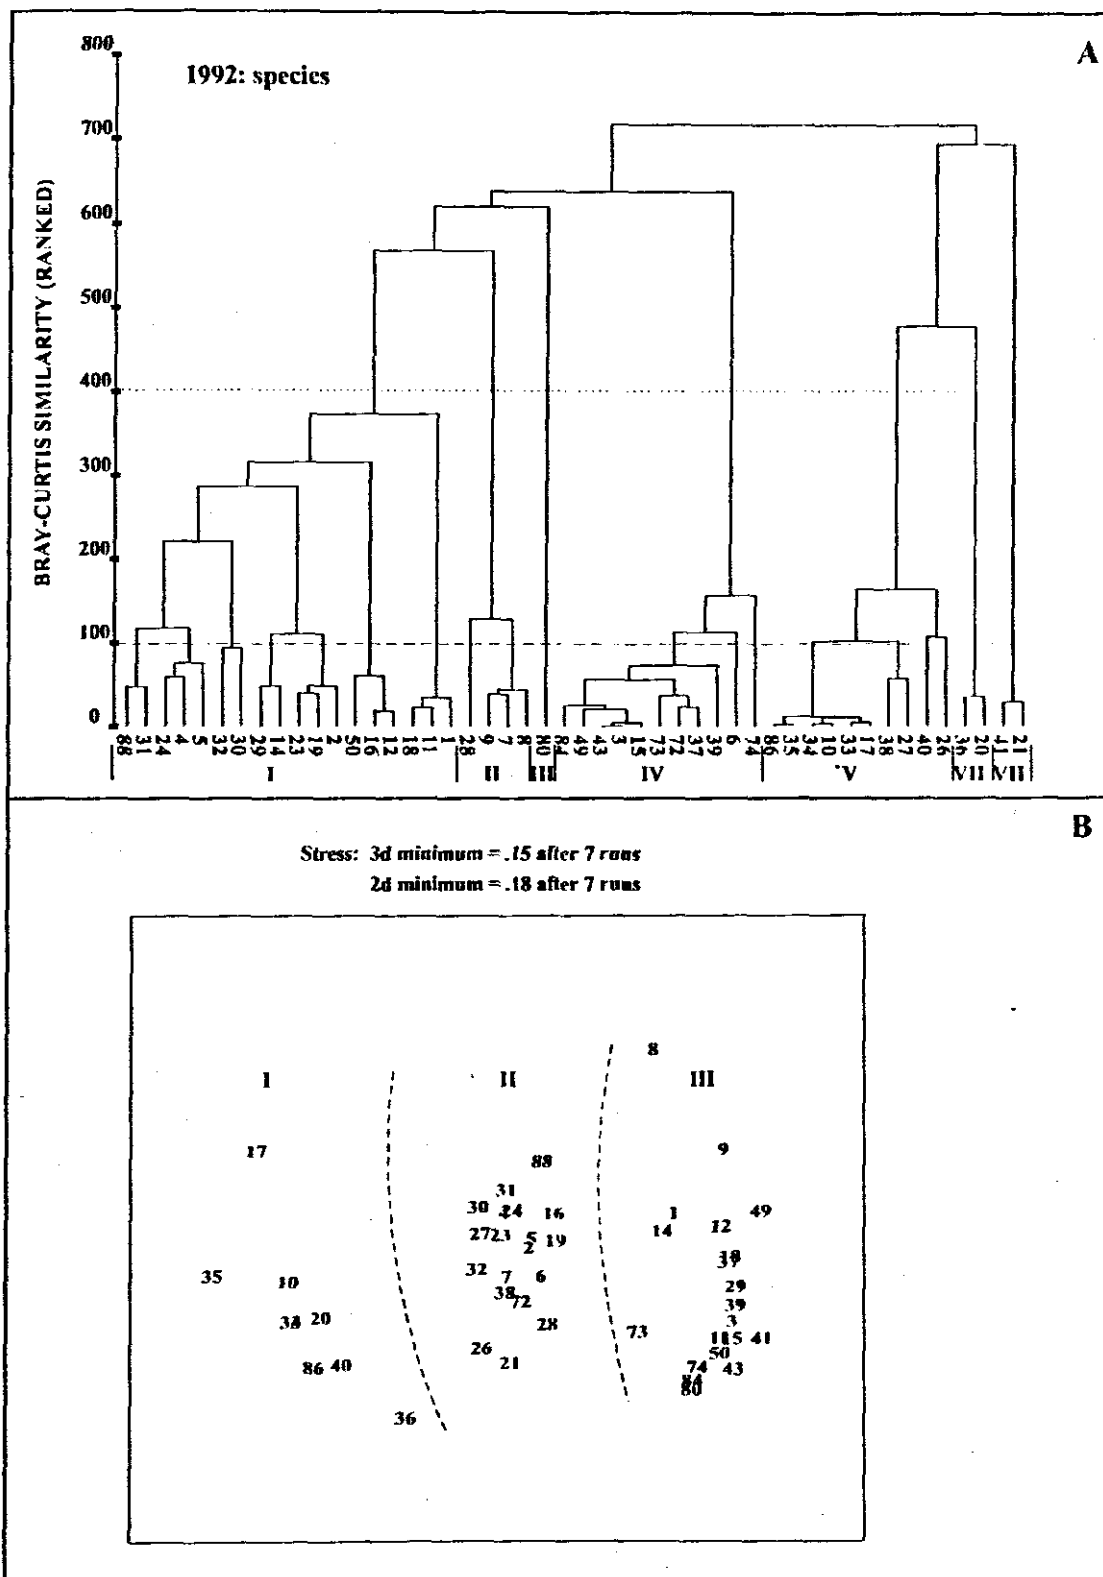 A
1992: species
BRAY-CURTIS SIMILARITY (RANKED)
800
700
600
500
400
300
200
100
0
88 31 24 4 5 32 30 29 14 23 19 2 50 16 12 18 11 1 28 9 7 8 80 84 49 43 3 15 73 72 37 39 6 74 86 35 34 10 33 17 38 27 40 26 36 20 41 21
I II III IV V VII VII
B
Stress: 3d minimum = .15 after 7 runs
2d minimum = .18 after 7 runs
8
I II III
17 9
88
31
30 24 16 1 49
14 12
27 23 5 19
2
18
37
32 7 6
35 10 29
38
72 39
20 28 3
73 15 41
50
26
21
86 40 74 43
84
80
36